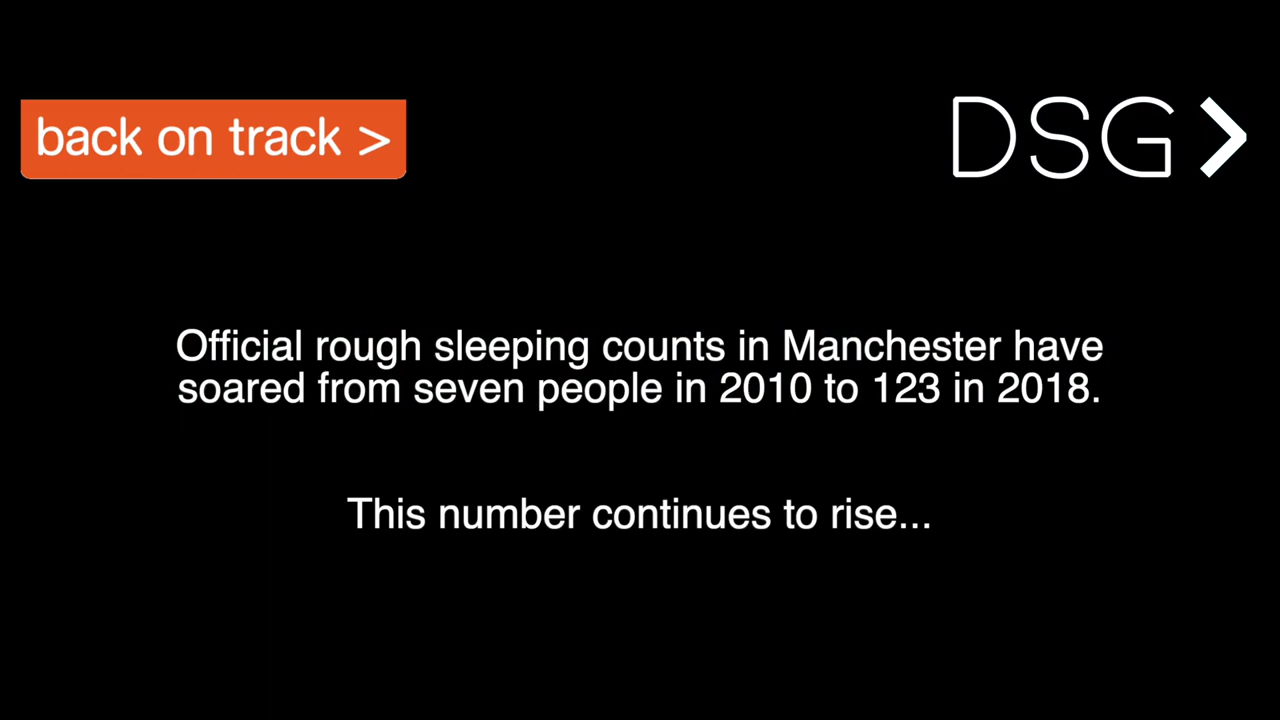 back on track >
DSG>
Official rough sleeping counts in Manchester have
soared from seven people in 2010 to 123 in 2018.
This number continues to rise...